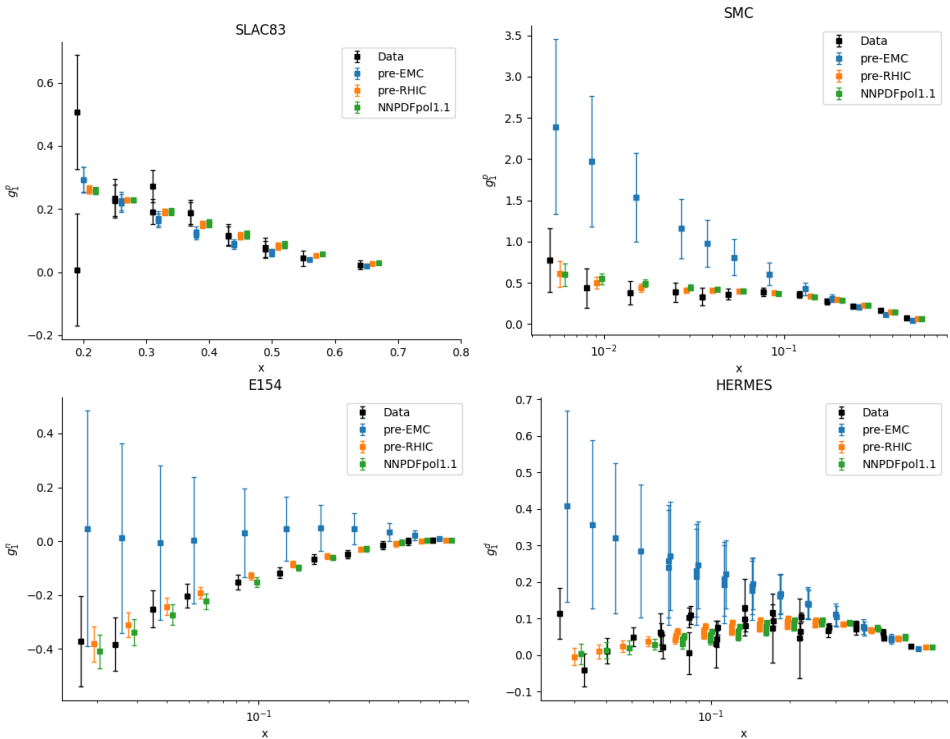 SLAC83
0.6
0.4
0.2
0.0
−0.2
g₁ᵖ
Data
pre-EMC
pre-RHIC
NNPDFpol1.1
0.2
0.3
0.4
0.5
0.6
0.7
0.8
x
SMC
3.5
3.0
2.5
2.0
1.5
1.0
0.5
0.0
g₁ᵖ
Data
pre-EMC
pre-RHIC
NNPDFpol1.1
10⁻²
10⁻¹
x
E154
0.4
0.2
0.0
−0.2
−0.4
g₁ⁿ
Data
pre-EMC
pre-RHIC
NNPDFpol1.1
10⁻¹
x
HERMES
0.7
0.6
0.5
0.4
0.3
0.2
0.1
0.0
−0.1
g₁ᵈ
Data
pre-EMC
pre-RHIC
NNPDFpol1.1
10⁻¹
x